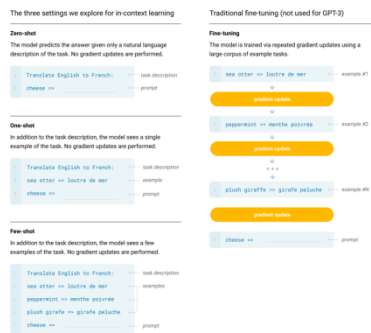 The three settings we explore for in-context learning
Zero-shot
The model predicts the answer given only a natural language
description of the task. No gradient updates are performed.
Translate English to French:
task description
cheese =>
prompt
One-shot
In addition to the task description, the model sees a single
example of the task. No gradient updates are performed.
Translate English to French:
task description
sea otter => loutre de mer
example
cheese =>
prompt
Few-shot
In addition to the task description, the model sees a few
examples of the task. No gradient updates are performed.
Translate English to French:
task description
sea otter => loutre de mer
examples
peppermint => menthe poivrée
plush giraffe => girafe peluche
cheese =>
prompt
Traditional fine-tuning (not used for GPT-3)
Fine-tuning
The model is trained via repeated gradient updates using a
large corpus of example tasks.
sea otter => loutre de mer
example #1
gradient update
peppermint => menthe poivrée
example #2
gradient update
plush giraffe => girafe peluche
example #N
gradient update
cheese =>
prompt